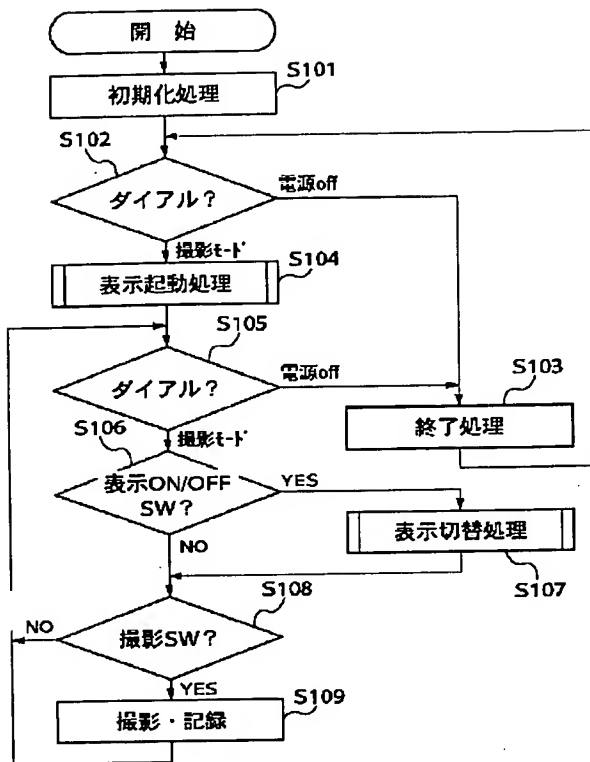 開 始
S101
初期化処理
S102
ダイアル?
電源off
撮影モード
S104
表示起動処理
S105
ダイアル?
電源off
S103
終了処理
撮影モード
S106
表示ON/OFF
SW?
YES
NO
表示切替処理
S107
S108
撮影SW?
NO
YES
S109
撮影・記録